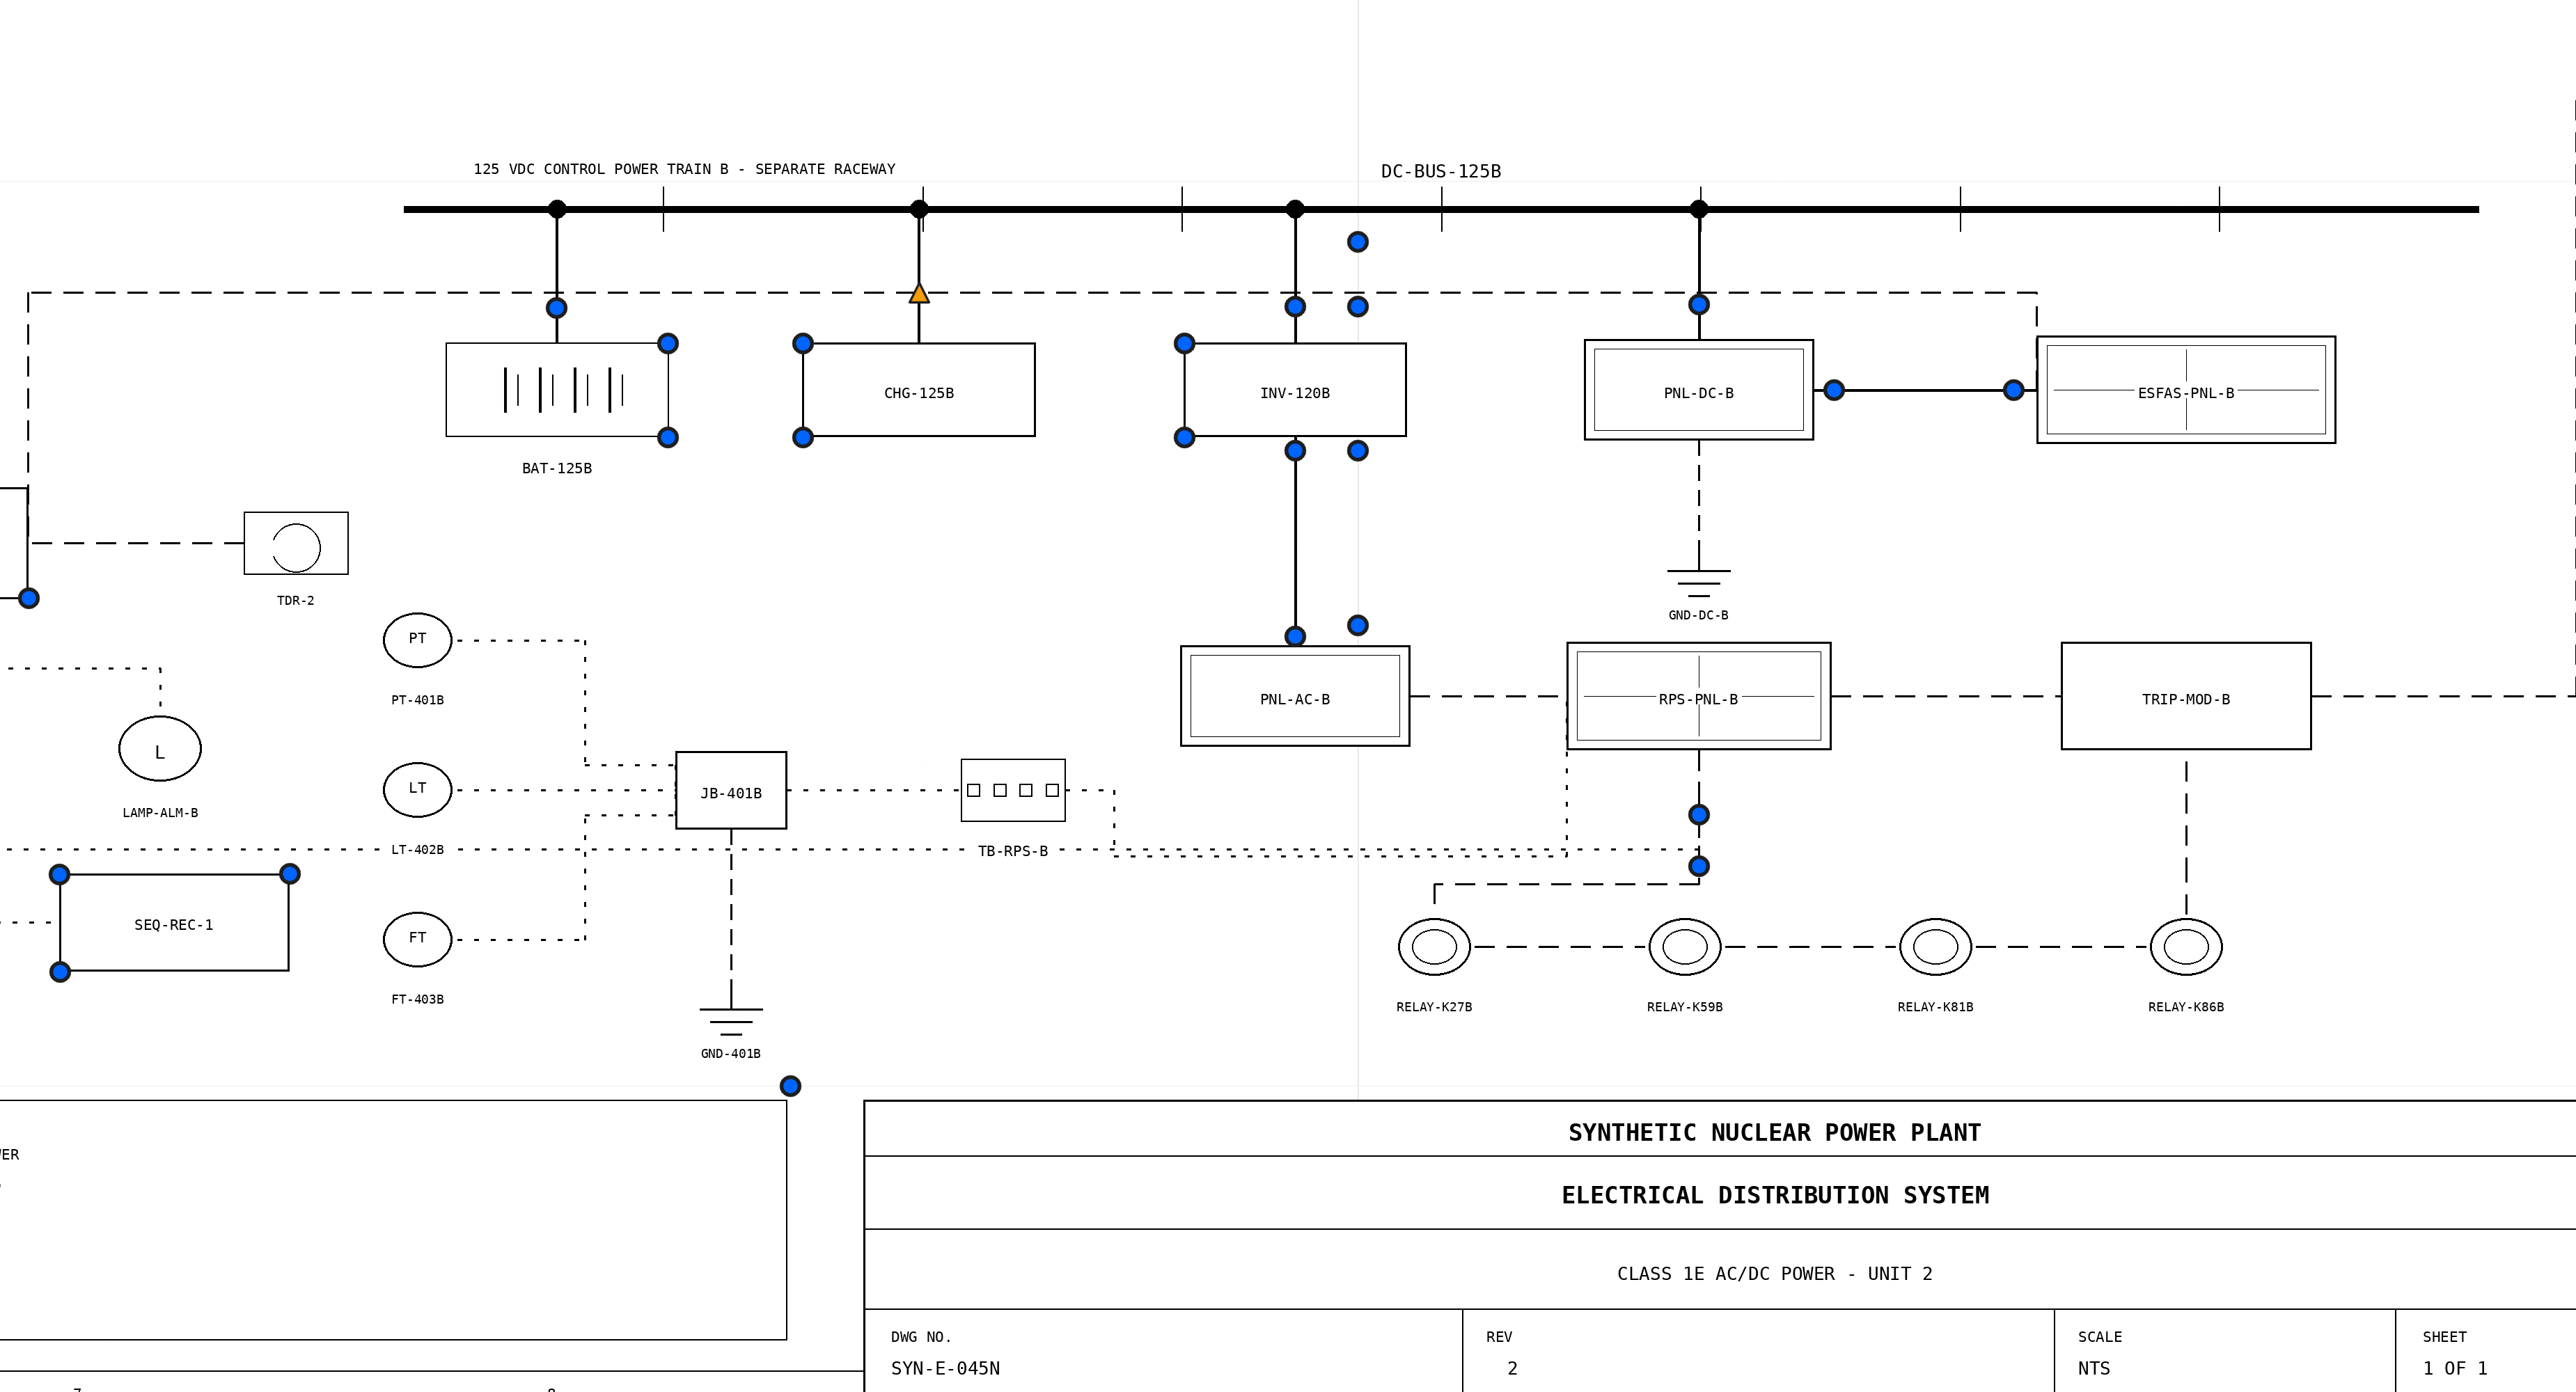 125 VDC CONTROL POWER TRAIN B - SEPARATE RACEWAY
DC-BUS-125B
CHG-125B
INV-120B
PNL-DC-B
ESFAS-PNL-B
BAT-125B
TDR-2
GND-DC-B
PT
PT-401B
PNL-AC-B
RPS-PNL-B
TRIP-MOD-B
L
LAMP-ALM-B
LT
LT-402B
JB-401B
TB-RPS-B
SEQ-REC-1
FT
FT-403B
RELAY-K27B
RELAY-K59B
RELAY-K81B
RELAY-K86B
GND-401B
SYNTHETIC NUCLEAR POWER PLANT
ELECTRICAL DISTRIBUTION SYSTEM
CLASS 1E AC/DC POWER - UNIT 2
DWG NO.
SYN-E-045N
REV
2
SCALE
NTS
SHEET
1 OF 1